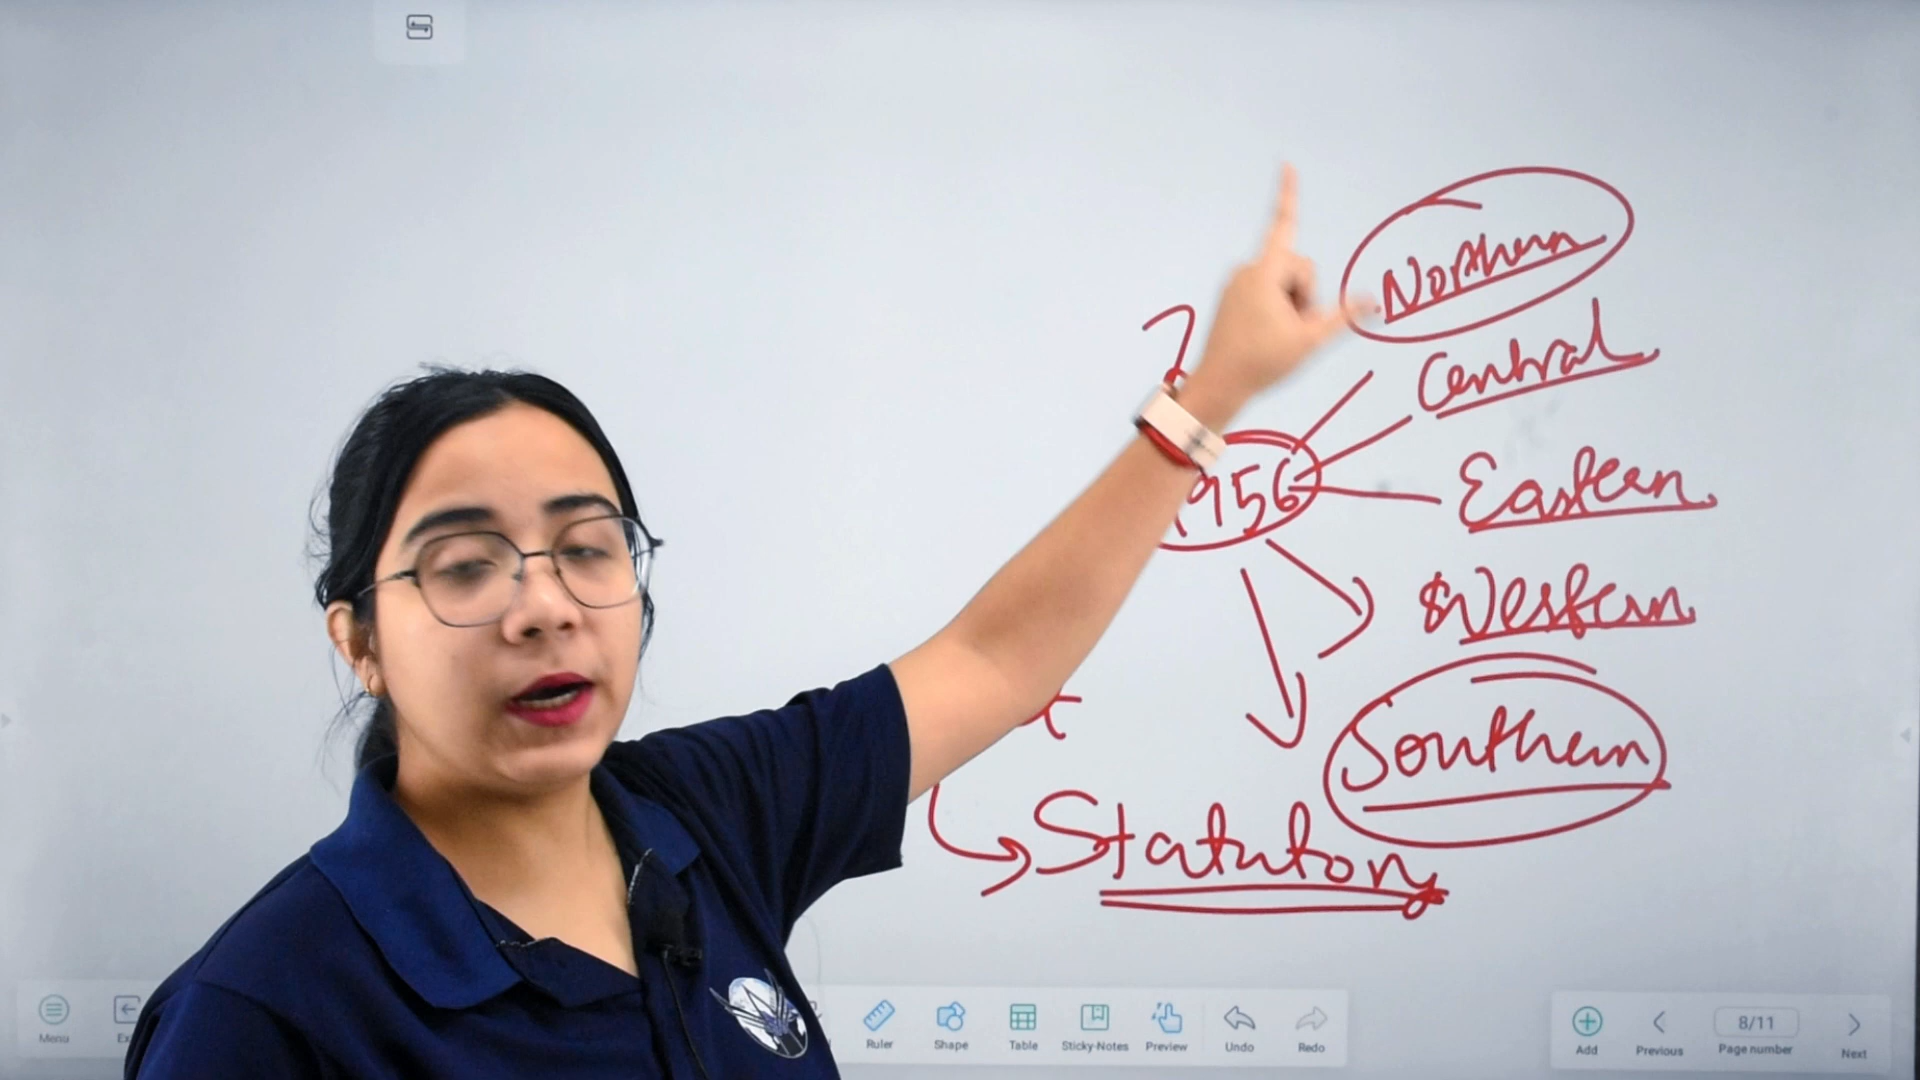 Northern
Central
1956
Eastern
Western
Southern
Statutory
Menu
Ruler
Shape
Table
Sticky-Notes
Preview
Undo
Redo
Add
Previous
8/11
Page number
Next